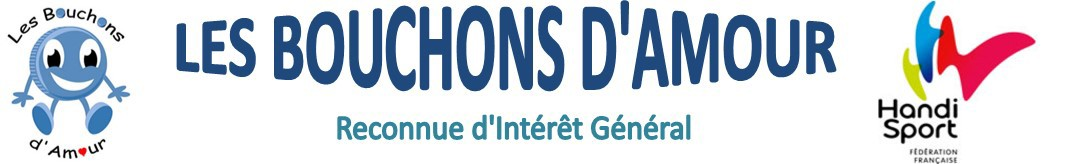 Les Bouchons
d'Amour
LES BOUCHONS D'AMOUR
Reconnue d'Intérêt Général
Handi
Sport
FÉDÉRATION
FRANÇAISE